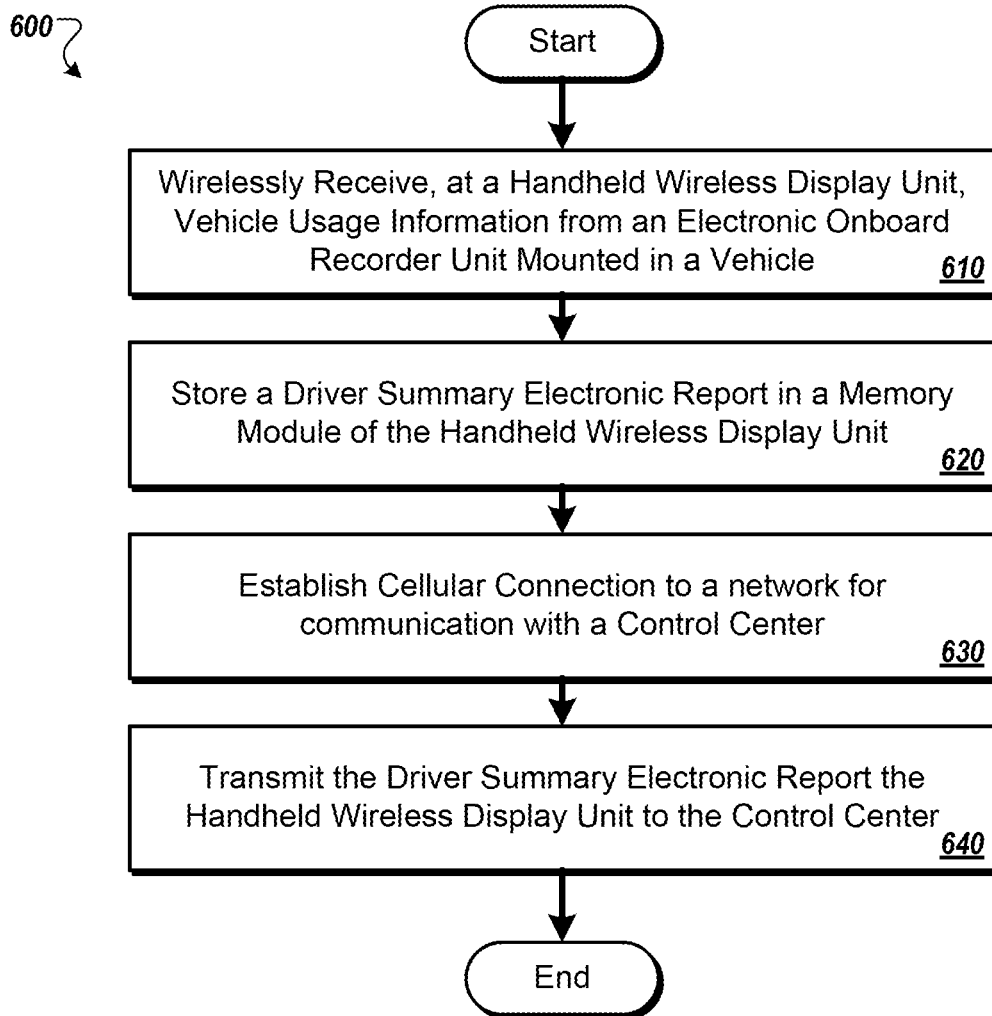 600
Start
Wirelessly Receive, at a Handheld Wireless Display Unit,
Vehicle Usage Information from an Electronic Onboard
Recorder Unit Mounted in a Vehicle
610
Store a Driver Summary Electronic Report in a Memory
Module of the Handheld Wireless Display Unit
620
Establish Cellular Connection to a network for
communication with a Control Center
630
Transmit the Driver Summary Electronic Report the
Handheld Wireless Display Unit to the Control Center
640
End